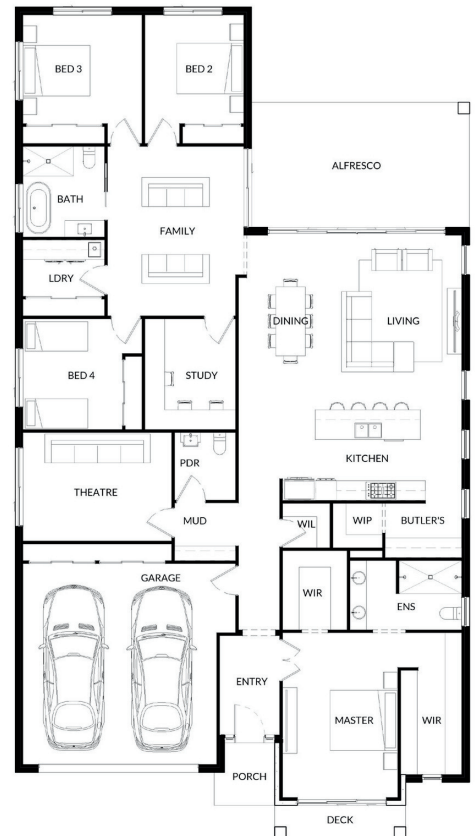 BED 3
BED 2
ALFRESCO
BATH
FAMILY
LDRY
DINING
LIVING
BED 4
STUDY
KITCHEN
PDR
THEATRE
MUD
WIL
WIP
BUTLER'S
GARAGE
WIR
ENS
ENTRY
MASTER
WIR
PORCH
DECK